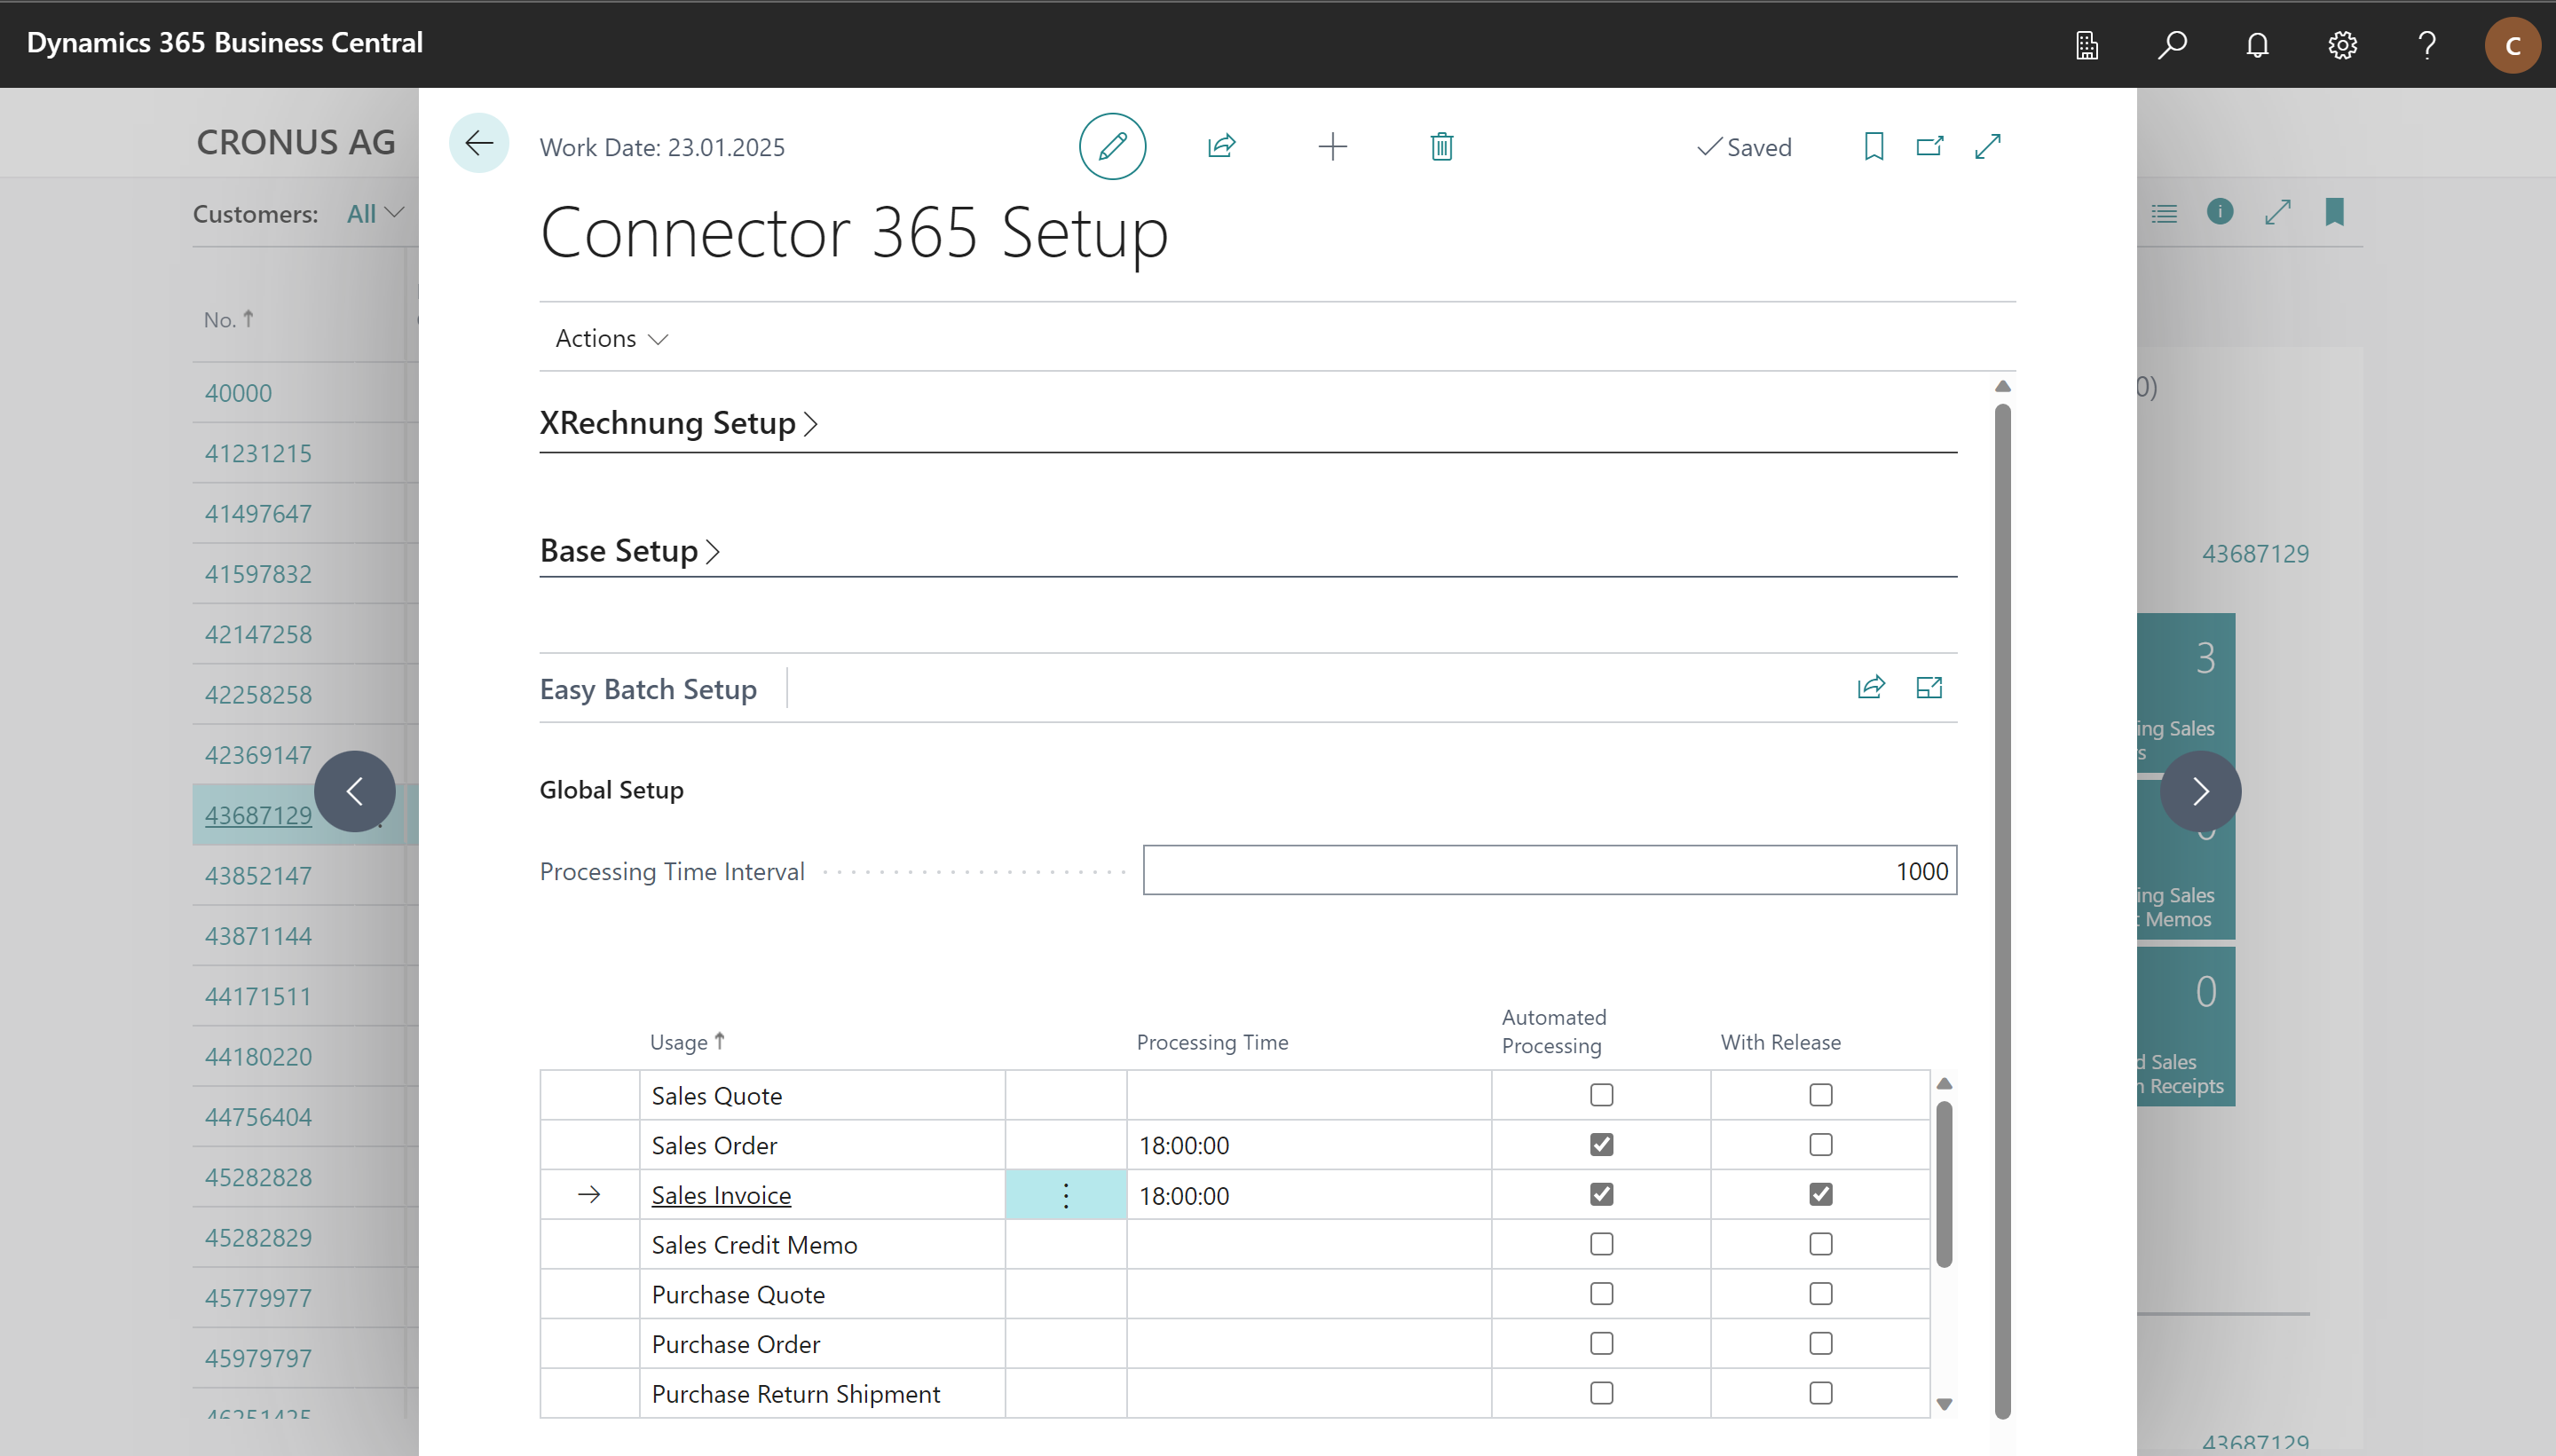 Dynamics 365 Business Central
C
CRONUS AG
Customers: All
No. ↑
40000
41231215
41497647
41597832
42147258
42258258
42369147
43687129
43852147
43871144
44171511
44180220
44756404
45282828
45282829
45779977
45979797
46251425
Work Date: 23.01.2025
Saved
Connector 365 Setup
Actions
XRechnung Setup
Base Setup
Easy Batch Setup
Global Setup
Processing Time Interval 1000
Usage ↑ Processing Time Automated Processing With Release
Sales Quote
Sales Order 18:00:00
Sales Invoice 18:00:00
Sales Credit Memo
Purchase Quote
Purchase Order
Purchase Return Shipment
0)
43687129
3
ing Sales
s
ing Sales
Memos
0
d Sales
Receipts
43687129